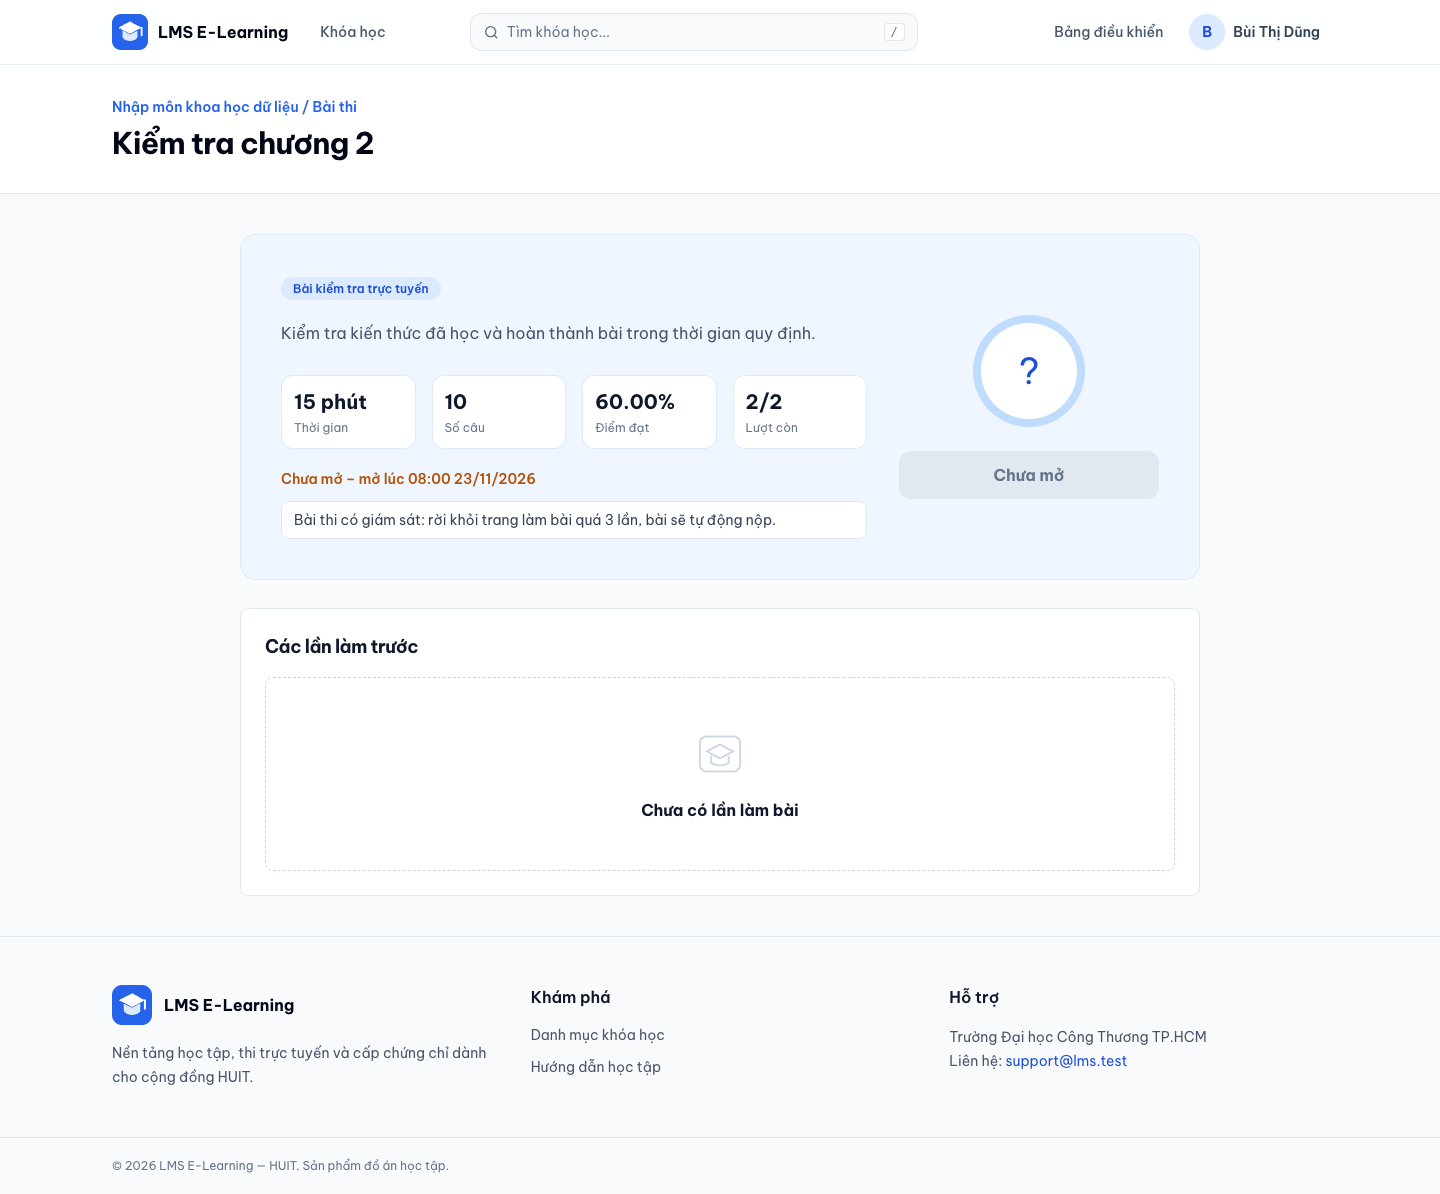 LMS E-Learning
Khóa học
Tìm khóa học...
/
Bảng điều khiển
B
Bùi Thị Dũng
Nhập môn khoa học dữ liệu / Bài thi
Kiểm tra chương 2
Bài kiểm tra trực tuyến
Kiểm tra kiến thức đã học và hoàn thành bài trong thời gian quy định.
15 phút
Thời gian
10
Số câu
60.00%
Điểm đạt
2/2
Lượt còn
Chưa mở – mở lúc 08:00 23/11/2026
Bài thi có giám sát: rời khỏi trang làm bài quá 3 lần, bài sẽ tự động nộp.
?
Chưa mở
Các lần làm trước
Chưa có lần làm bài
LMS E-Learning
Nền tảng học tập, thi trực tuyến và cấp chứng chỉ dành
cho cộng đồng HUIT.
Khám phá
Danh mục khóa học
Hướng dẫn học tập
Hỗ trợ
Trường Đại học Công Thương TP.HCM
Liên hệ: support@lms.test
© 2026 LMS E-Learning — HUIT. Sản phẩm đồ án học tập.